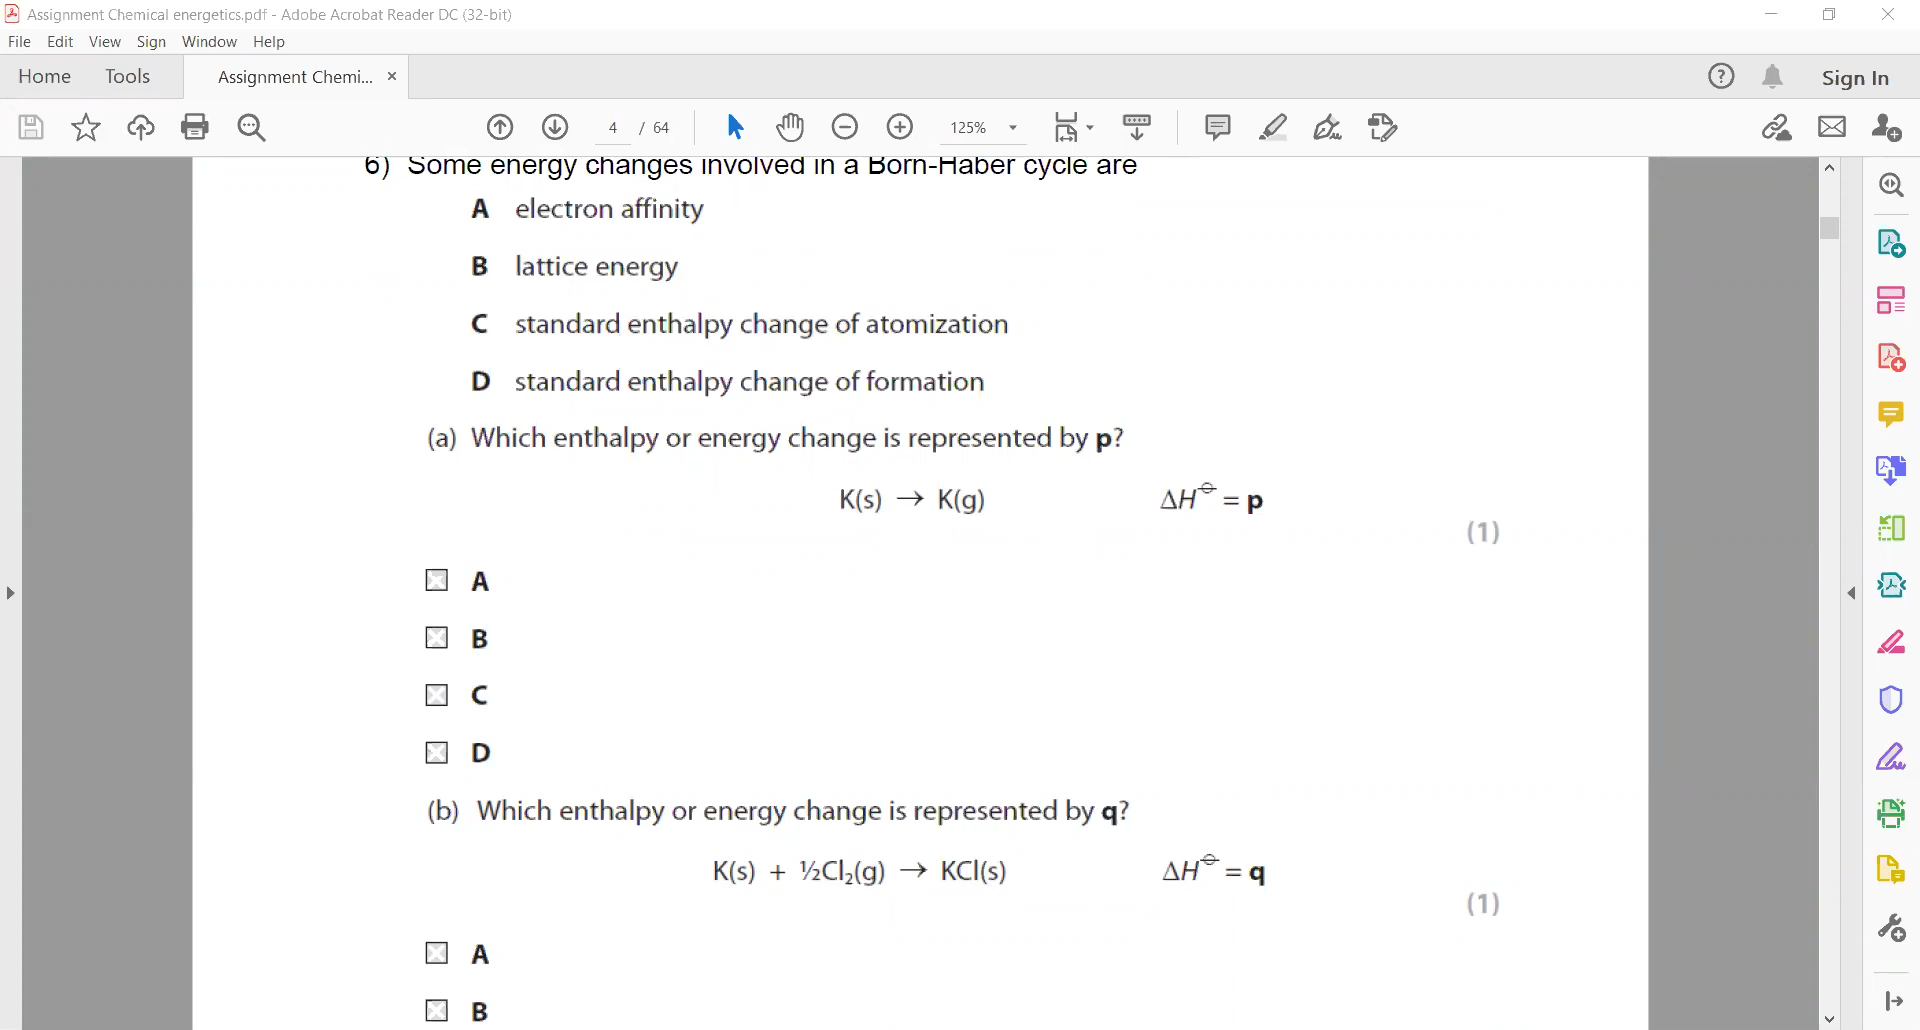 Assignment Chemical energetics.pdf - Adobe Acrobat Reader DC (32-bit)
File Edit View Sign Window Help
Home Tools Assignment Chemi... × Sign In
4 / 64 125%
6) Some energy changes involved in a Born-Haber cycle are
A electron affinity
B lattice energy
C standard enthalpy change of atomization
D standard enthalpy change of formation
(a) Which enthalpy or energy change is represented by p?
K(s) → K(g) ΔH⦵ = p
(1)
A
B
C
D
(b) Which enthalpy or energy change is represented by q?
K(s) + ½Cl₂(g) → KCl(s) ΔH⦵ = q
(1)
A
B